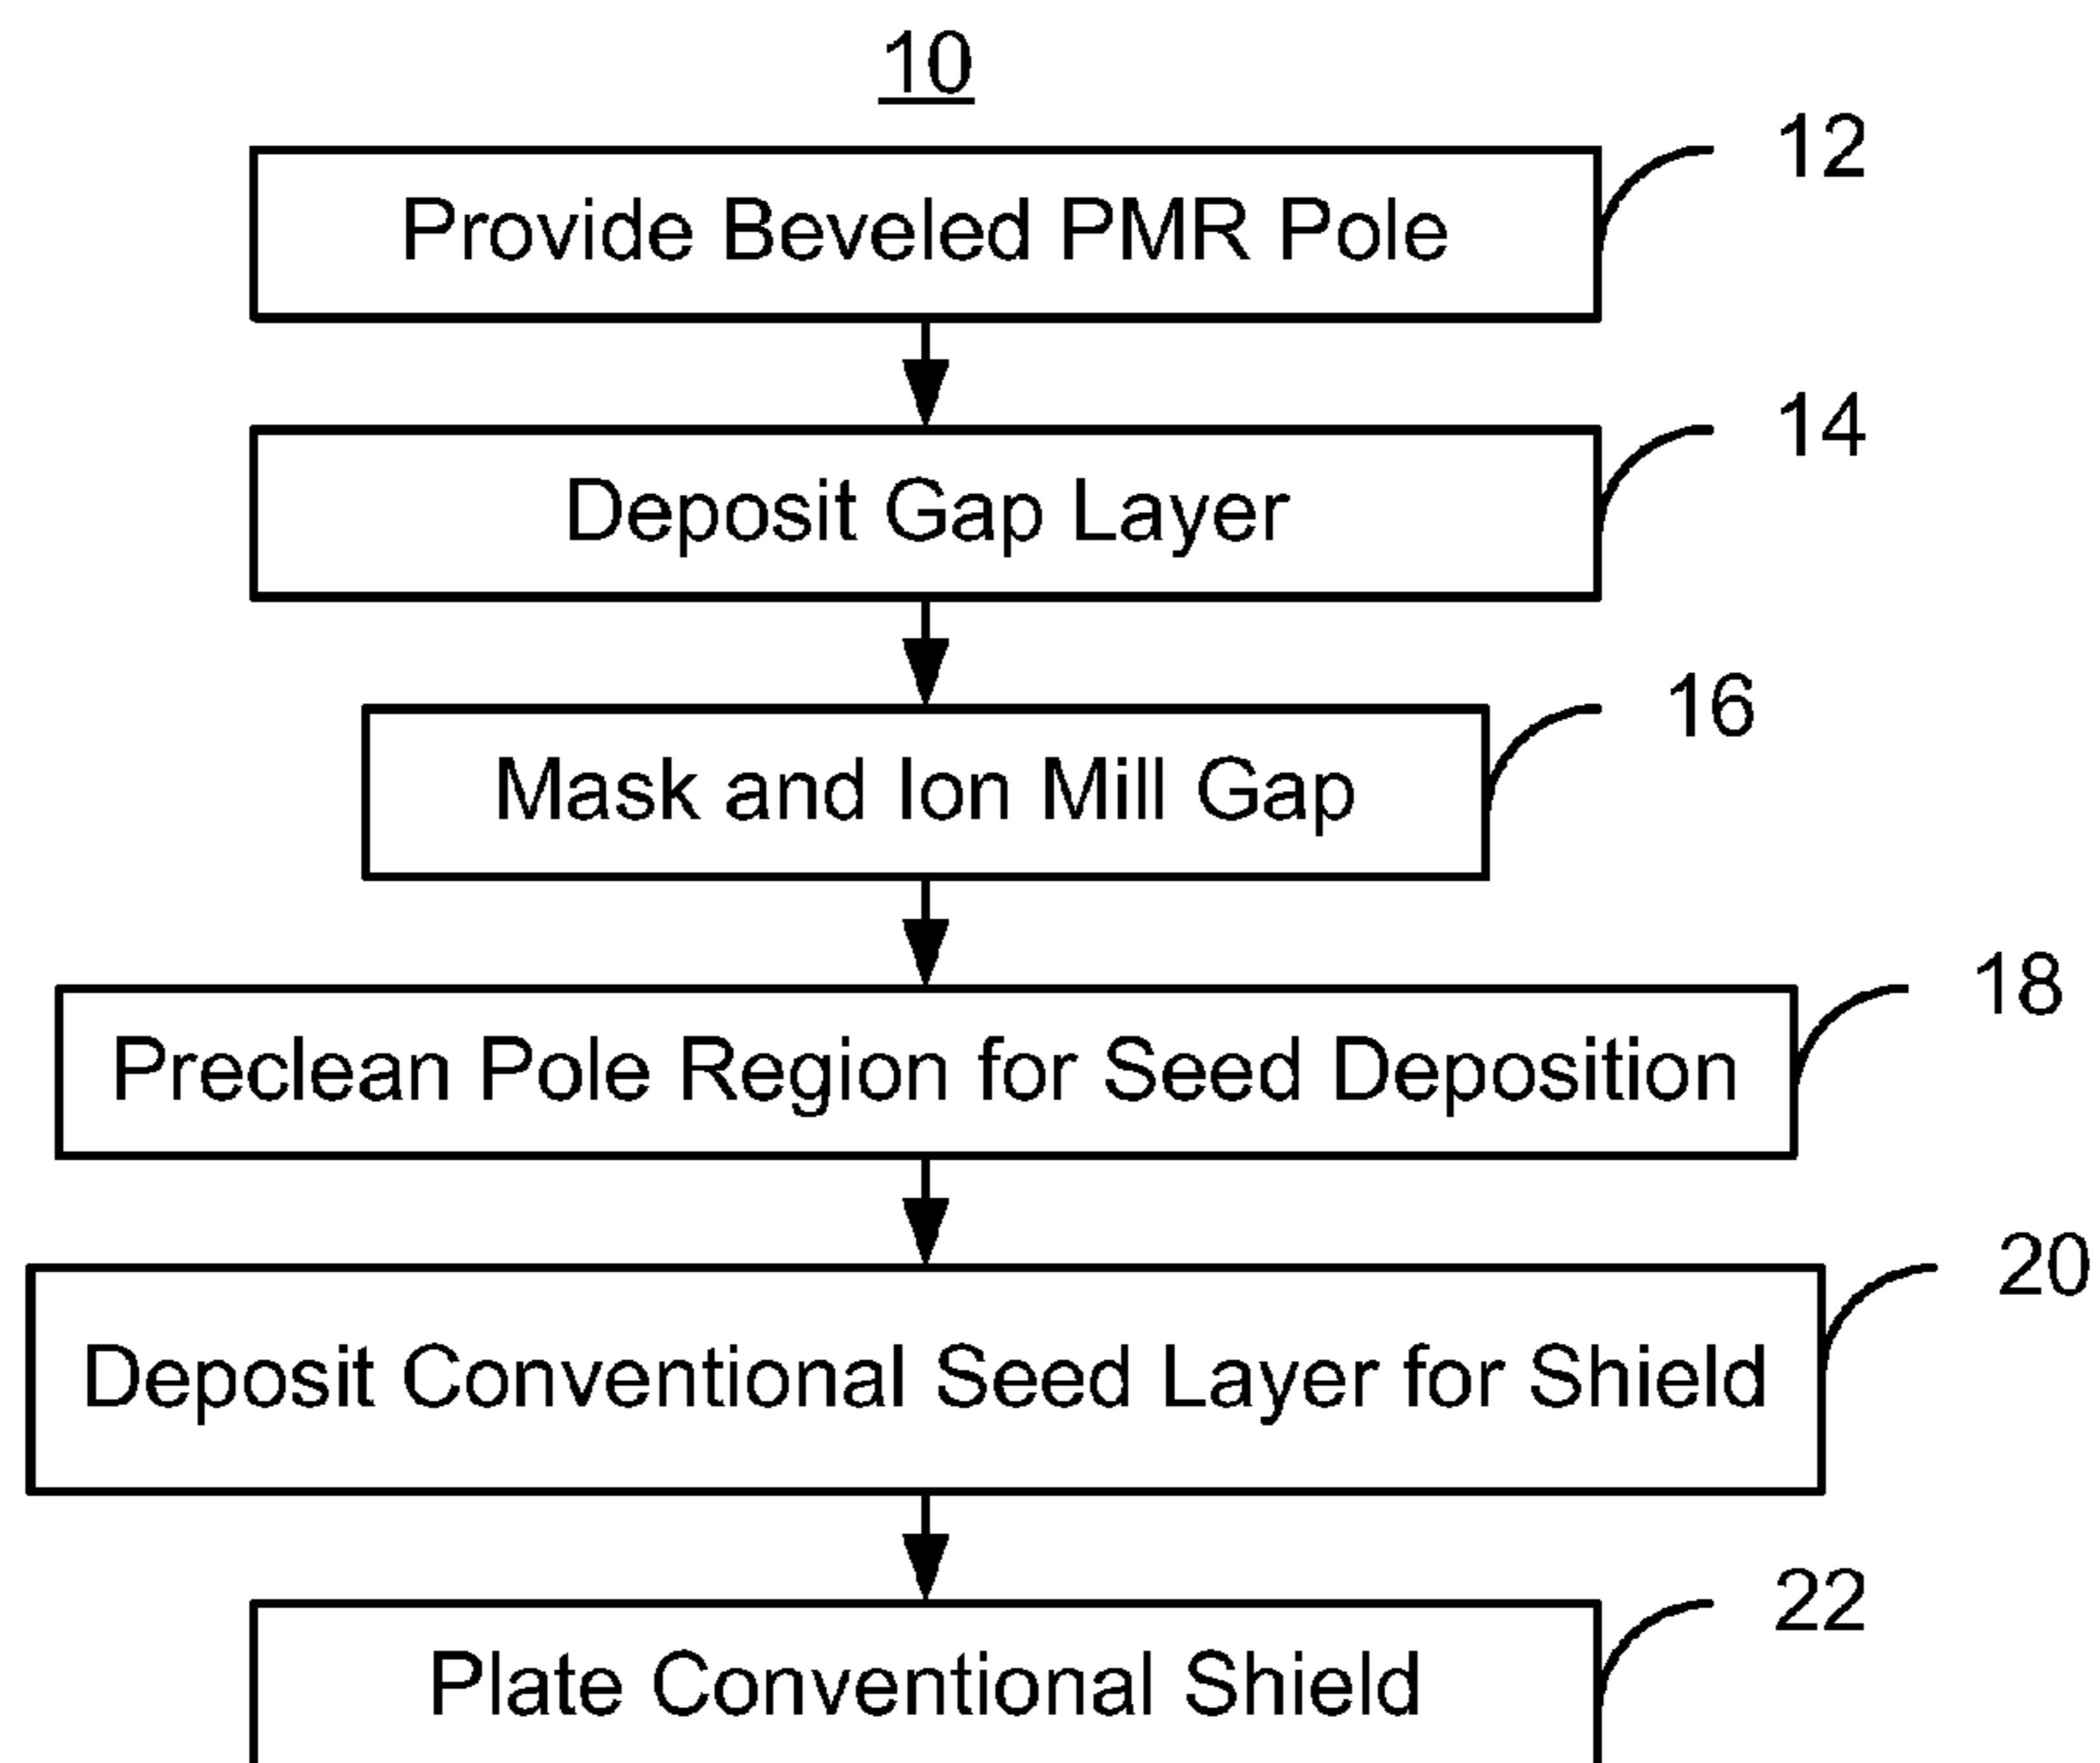 10
Provide Beveled PMR Pole
12
Deposit Gap Layer
14
Mask and Ion Mill Gap
16
Preclean Pole Region for Seed Deposition
18
Deposit Conventional Seed Layer for Shield
20
Plate Conventional Shield
22